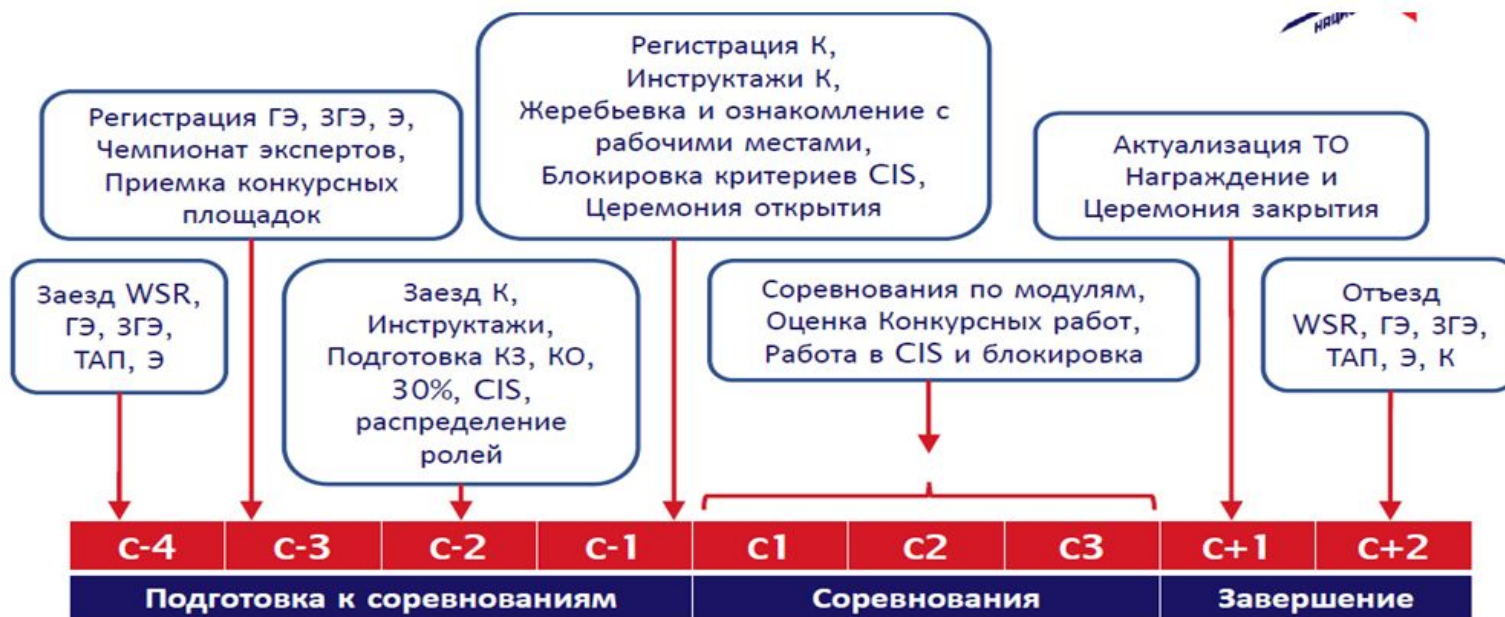 НАЦИО
Регистрация К,
Инструктажи К,
Жеребьевка и ознакомление с
рабочими местами,
Блокировка критериев CIS,
Церемония открытия
Регистрация ГЭ, ЗГЭ, Э,
Чемпионат экспертов,
Приемка конкурсных
площадок
Актуализация ТО
Награждение и
Церемония закрытия
Заезд WSR,
ГЭ, ЗГЭ,
ТАП, Э
Заезд К,
Инструктажи,
Подготовка КЗ, КО,
30%, CIS,
распределение
ролей
Соревнования по модулям,
Оценка Конкурсных работ,
Работа в CIS и блокировка
Отъезд
WSR, ГЭ, ЗГЭ,
ТАП, Э, К
С-4 С-3 С-2 С-1 С1 С2 С3 С+1 С+2
Подготовка к соревнованиям Соревнования Завершение